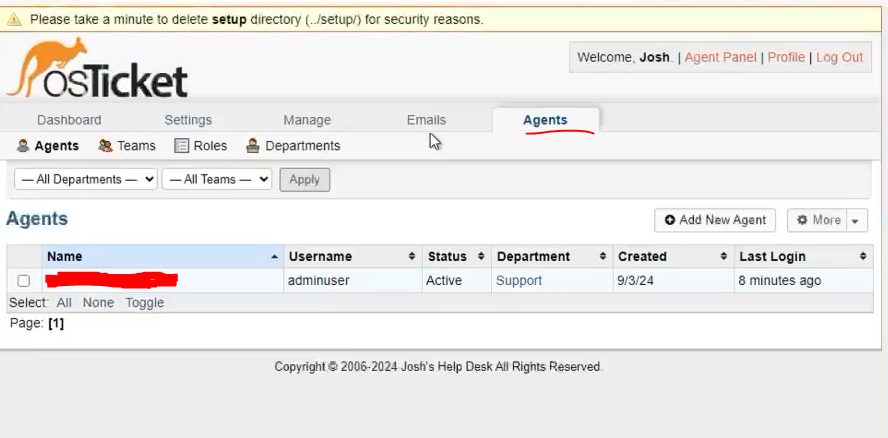 Please take a minute to delete setup directory (../setup/) for security reasons.
osTicket
Welcome, Josh. | Agent Panel | Profile | Log Out
Dashboard Settings Manage Emails Agents
Agents Teams Roles Departments
— All Departments — — All Teams — Apply
Agents
Add New Agent More
Name Username Status Department Created Last Login
adminuser Active Support 9/3/24 8 minutes ago
Select: All None Toggle
Page: [1]
Copyright © 2006-2024 Josh's Help Desk All Rights Reserved.